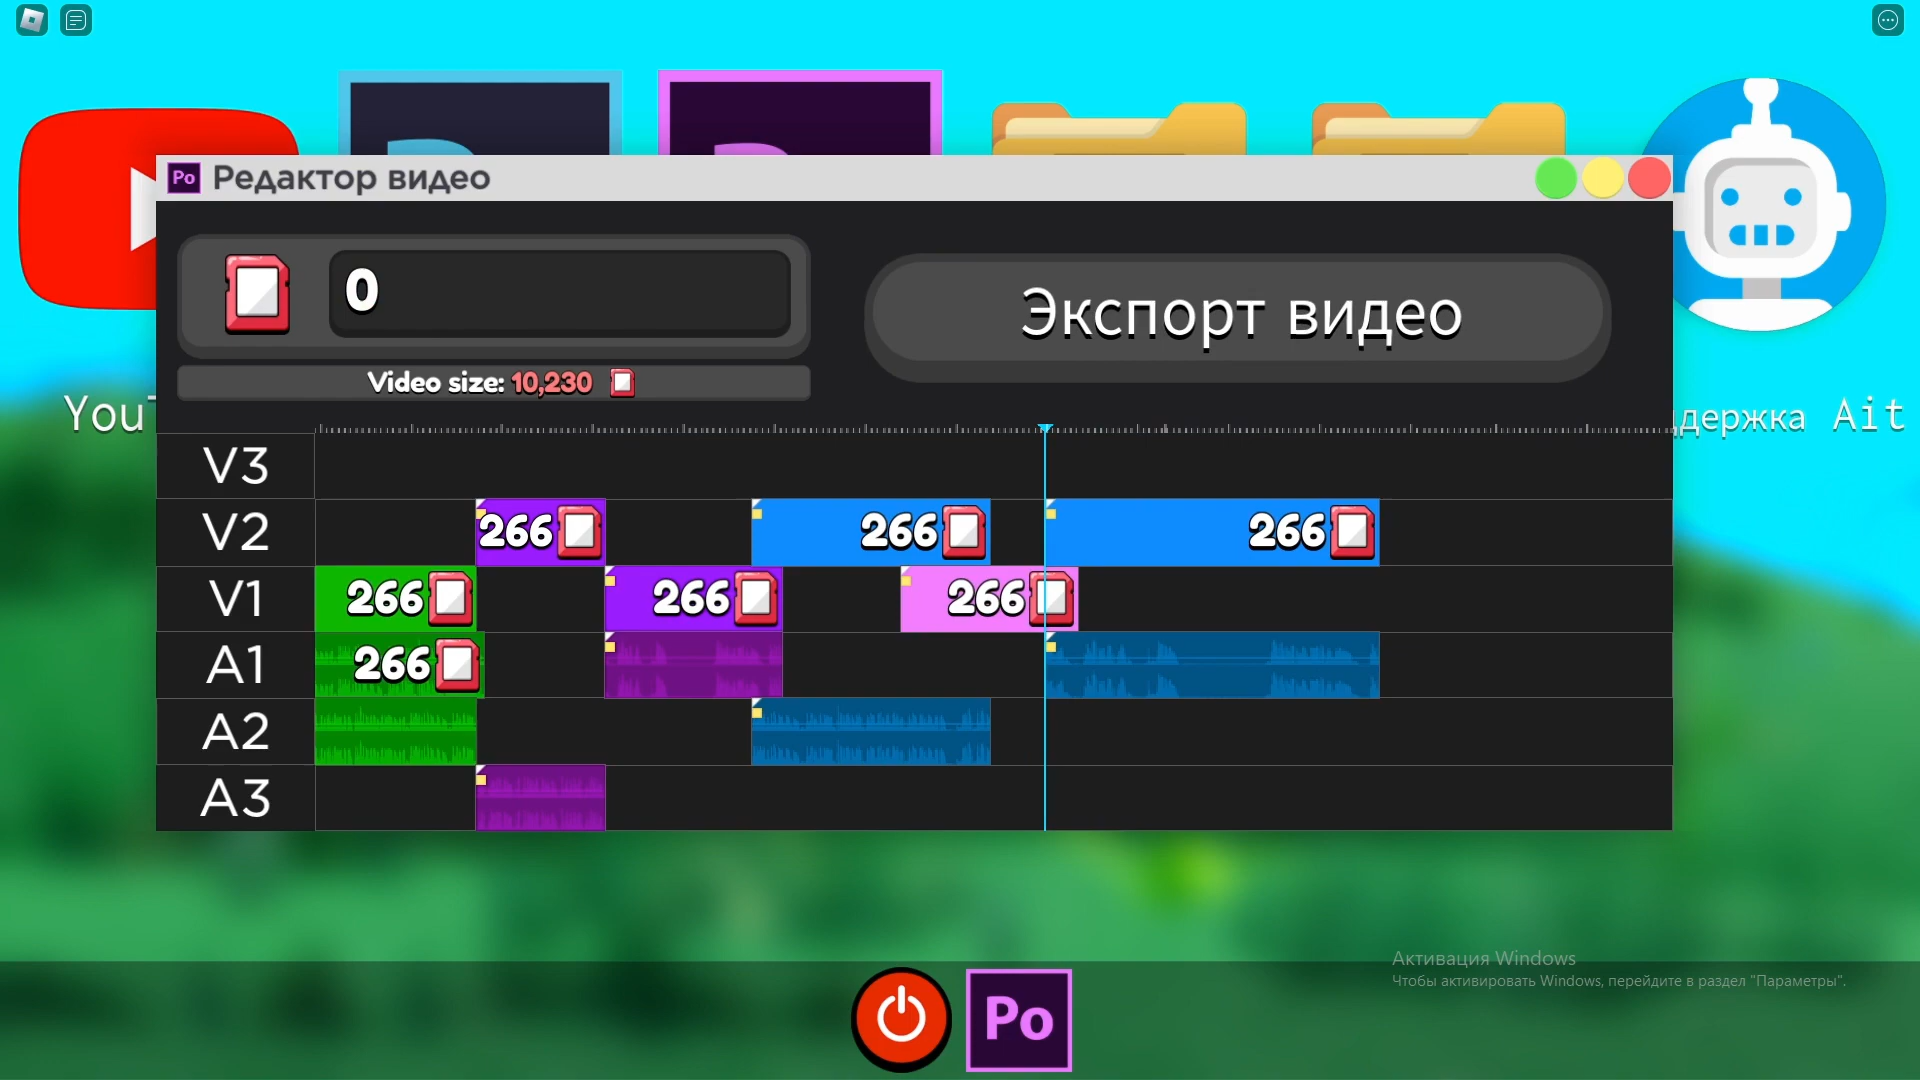 Po Редактор видео
0
Экспорт видео
Video size: 10,230
You
ддержка Ait
V3
V2 266 266 266
V1 266 266 266
A1 266
A2
A3
Активация Windows
Чтобы активировать Windows, перейдите в раздел "Параметры".
Po